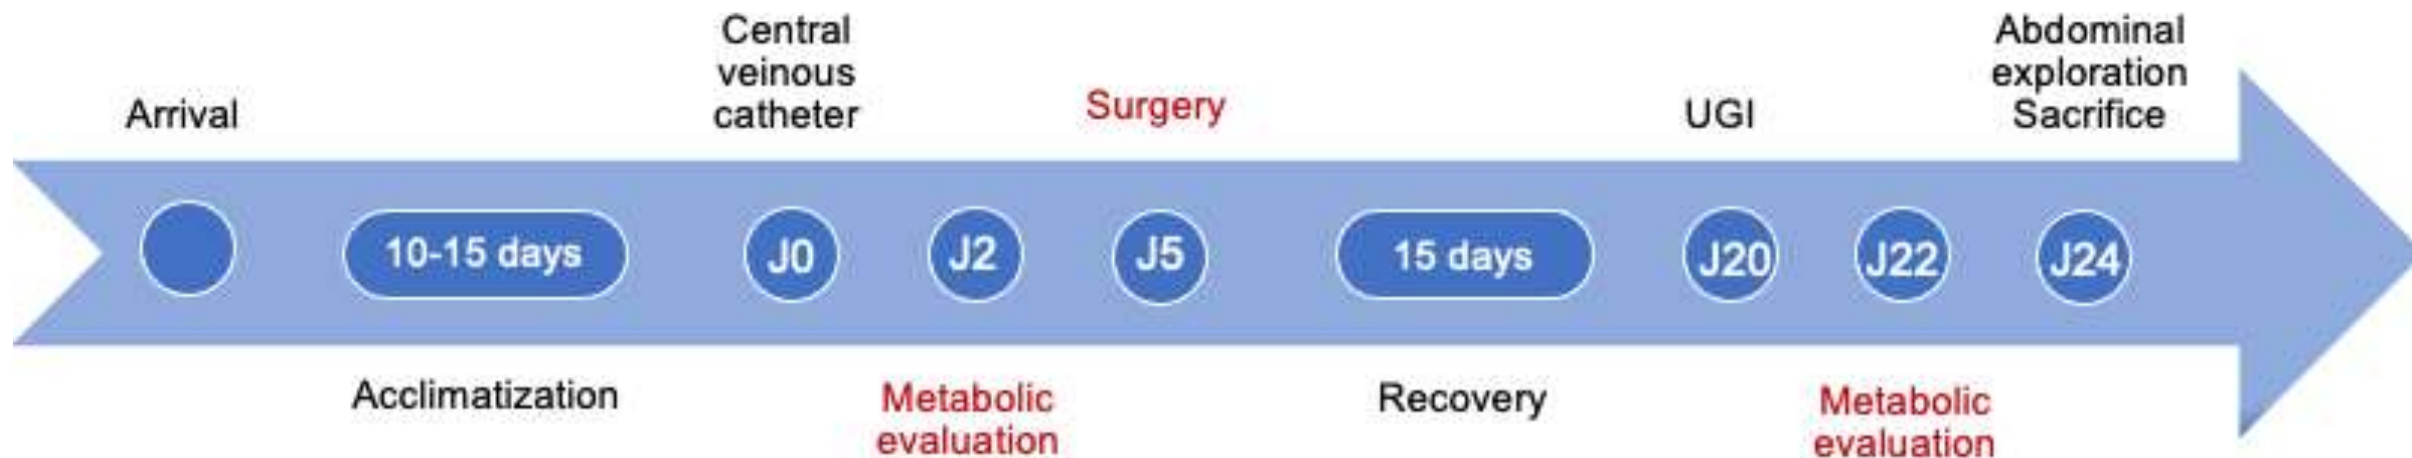 Arrival
Central
veinous
catheter
Surgery
UGI
Abdominal
exploration
Sacrifice
10-15 days
J0
J2
J5
15 days
J20
J22
J24
Acclimatization
Metabolic
evaluation
Recovery
Metabolic
evaluation